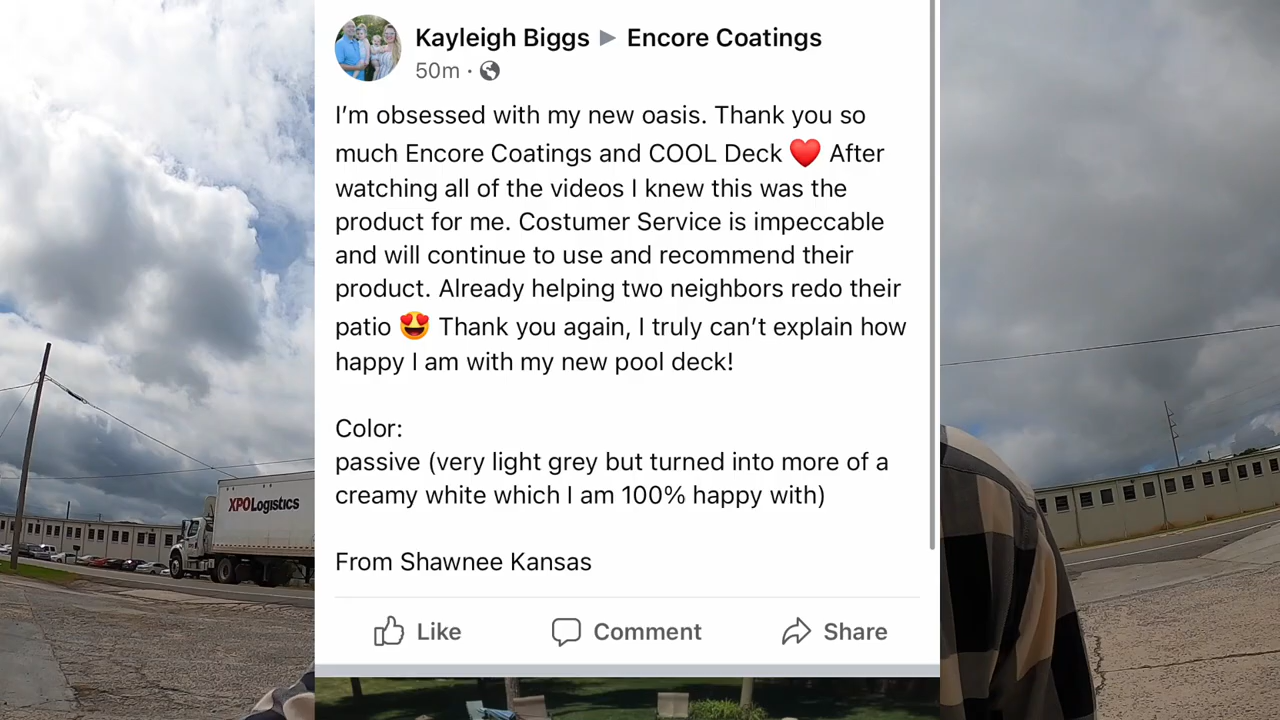 Kayleigh Biggs ▶ Encore Coatings
50m ·
I’m obsessed with my new oasis. Thank you so
much Encore Coatings and COOL Deck ❤️ After
watching all of the videos I knew this was the
product for me. Costumer Service is impeccable
and will continue to use and recommend their
product. Already helping two neighbors redo their
patio 😍 Thank you again, I truly can’t explain how
happy I am with my new pool deck!
Color:
passive (very light grey but turned into more of a
creamy white which I am 100% happy with)
From Shawnee Kansas
Like Comment Share
XPOLogistics